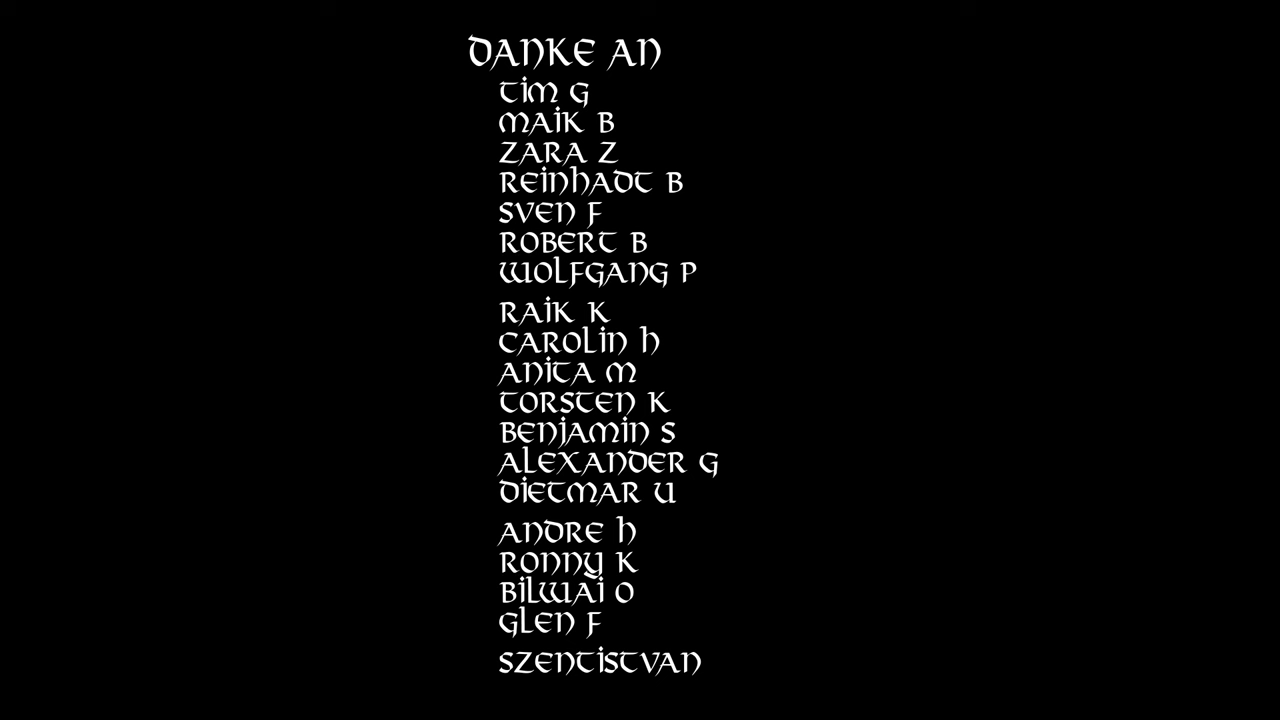 DANKE AN
TIM G
MAIK B
ZARA Z
REINHADT B
SVEN F
ROBERT B
WOLFGANG P
RAIK K
CAROLIN H
ANITA M
TORSTEN K
BENJAMIN S
ALEXANDER G
DIETMAR U
ANDRE H
RONNY K
BILWAI O
GLEN F
SZENTISTVAN